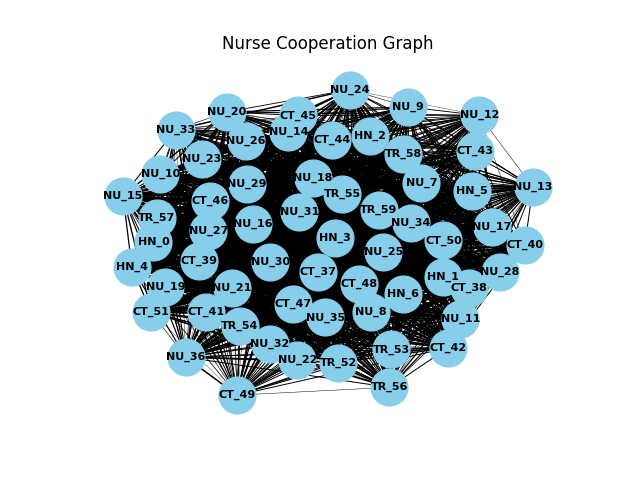 Nurse Cooperation Graph
NU_24
NU_20
NU_9
CT_45
NU_12
NU_33
NU_14
HN_2
CT_44
NU_26
CT_43
TR_58
NU_23
NU_10
NU_18
NU_7
NU_29
NU_13
HN_5
TR_55
NU_15
CT_46
TR_59
NU_31
TR_57
NU_16
NU_34
NU_17
NU_27
HN_3
CT_50
HN_0
CT_40
NU_25
CT_39
NU_30
HN_4
CT_37
NU_28
HN_1
CT_48
NU_19
NU_21
CT_38
HN_6
CT_47
CT_51
CT_41
NU_8
NU_35
NU_11
TR_54
NU_32
CT_42
TR_53
NU_36
NU_22
TR_52
TR_56
CT_49